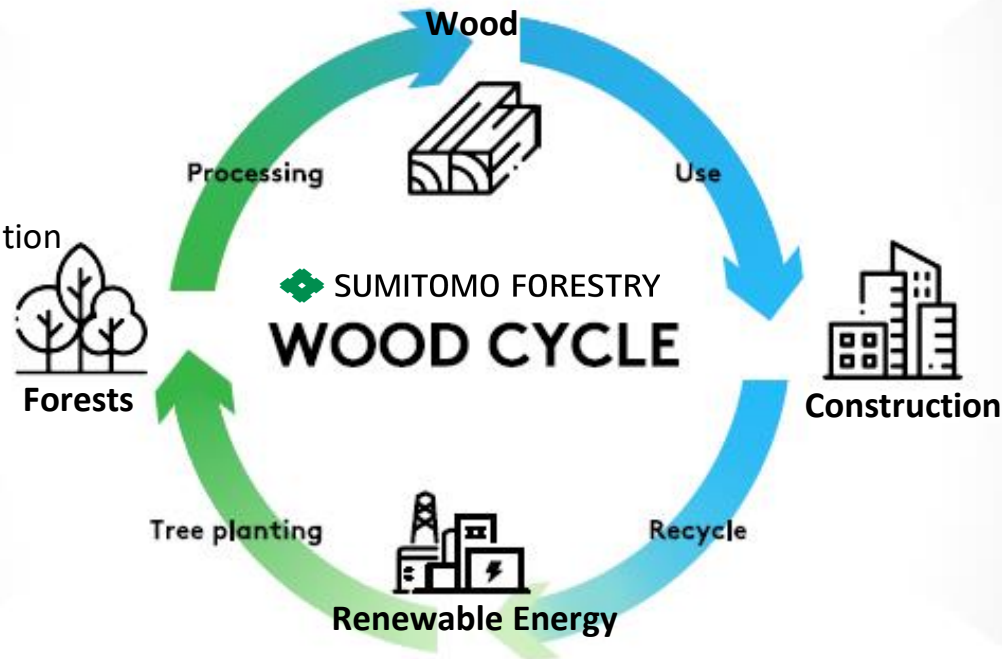 Wood
Processing
Use
tion
SUMITOMO FORESTRY
WOOD CYCLE
Forests
Construction
Tree planting
Recycle
Renewable Energy